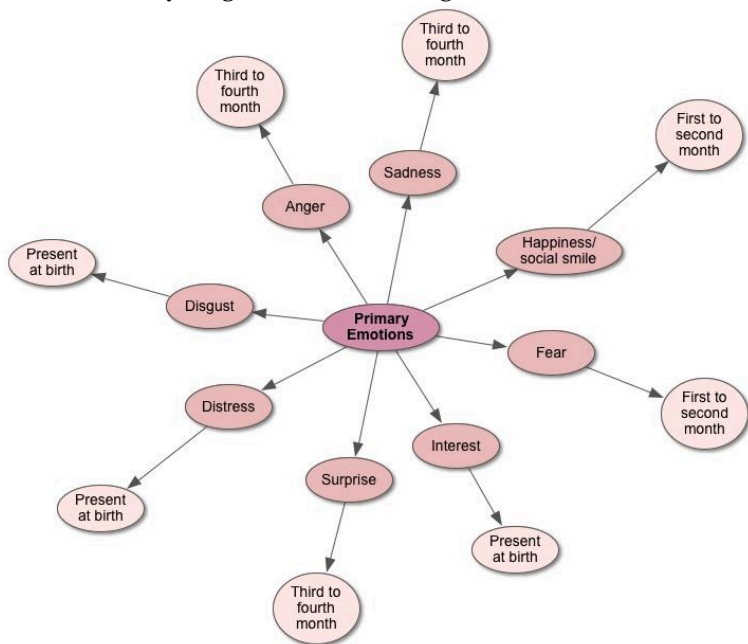 Third to
fourth
month
Sadness
First to
second
month
Happiness/
social smile
Third to
fourth
month
Anger
Present
at birth
Disgust
Primary
Emotions
Fear
First to
second
month
Distress
Present
at birth
Interest
Present
at birth
Surprise
Third to
fourth
month